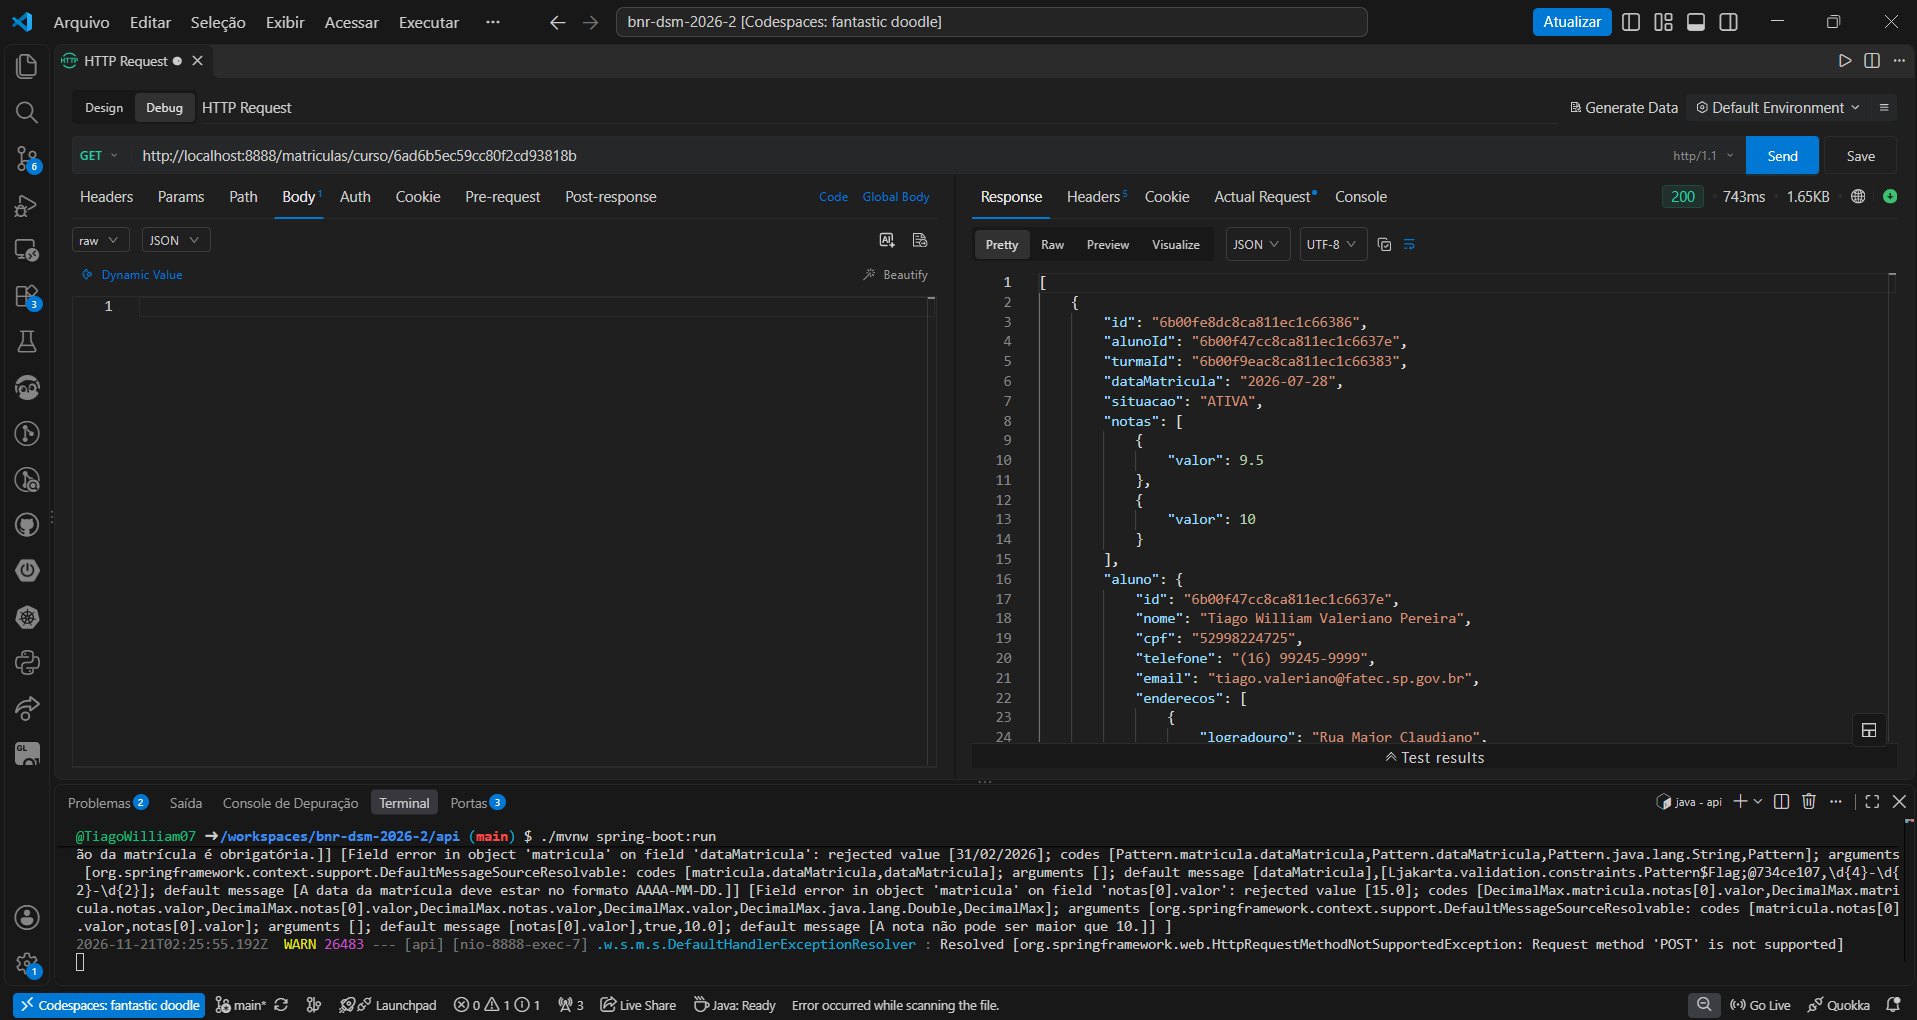 Arquivo Editar Seleção Exibir Acessar Executar ··· bnr-dsm-2026-2 [Codespaces: fantastic doodle] Atualizar
HTTP HTTP Request
Design Debug HTTP Request Generate Data Default Environment
GET http://localhost:8888/matriculas/curso/6ad6b5ec59cc80f2cd93818b http/1.1 Send Save
Headers Params Path Body 1 Auth Cookie Pre-request Post-response Code Global Body
raw JSON
Dynamic Value Beautify
1
Response Headers 5 Cookie Actual Request Console 200 743ms 1.65KB
Pretty Raw Preview Visualize JSON UTF-8
1 [
2 {
3 "id": "6b00fe8dc8ca811ec1c66386",
4 "alunoId": "6b00f47cc8ca811ec1c6637e",
5 "turmaId": "6b00f9eac8ca811ec1c66383",
6 "dataMatricula": "2026-07-28",
7 "situacao": "ATIVA",
8 "notas": [
9 {
10 "valor": 9.5
11 },
12 {
13 "valor": 10
14 }
15 ],
16 "aluno": {
17 "id": "6b00f47cc8ca811ec1c6637e",
18 "nome": "Tiago William Valeriano Pereira",
19 "cpf": "52998224725",
20 "telefone": "(16) 99245-9999",
21 "email": "tiago.valeriano@fatec.sp.gov.br",
22 "enderecos": [
23 {
24 "logradouro": "Rua Major Claudiano",
Test results
6
3
GL
1
Problemas 2 Saída Console de Depuração Terminal Portas 3 java - api
@TiagoWilliam07 ➜ /workspaces/bnr-dsm-2026-2/api (main) $ ./mvnw spring-boot:run
ão da matrícula é obrigatória.]] [Field error in object 'matricula' on field 'dataMatricula': rejected value [31/02/2026]; codes [Pattern.matricula.dataMatricula,Pattern.dataMatricula,Pattern.java.lang.String,Pattern]; arguments
[org.springframework.context.support.DefaultMessageSourceResolvable: codes [matricula.dataMatricula,dataMatricula]; arguments []; default message [dataMatricula],[Ljakarta.validation.constraints.Pattern$Flag;@734ce107,\d{4}-\d{
2}-\d{2}]; default message [A data da matrícula deve estar no formato AAAA-MM-DD.]] [Field error in object 'matricula' on field 'notas[0].valor': rejected value [15.0]; codes [DecimalMax.matricula.notas[0].valor,DecimalMax.matri
cula.notas.valor,DecimalMax.notas[0].valor,DecimalMax.notas.valor,DecimalMax.valor,DecimalMax.java.lang.Double,DecimalMax]; arguments [org.springframework.context.support.DefaultMessageSourceResolvable: codes [matricula.notas[0]
.valor,notas[0].valor]; arguments []; default message [notas[0].valor],true,10.0]; default message [A nota não pode ser maior que 10.]] ]
2026-11-21T02:25:55.192Z WARN 26483 --- [api] [nio-8888-exec-7] .w.s.m.s.DefaultHandlerExceptionResolver : Resolved [org.springframework.web.HttpRequestMethodNotSupportedException: Request method 'POST' is not supported]
Codespaces: fantastic doodle main* Launchpad 0 1 1 3 Live Share Java: Ready Error occurred while scanning the file. Go Live Quokka